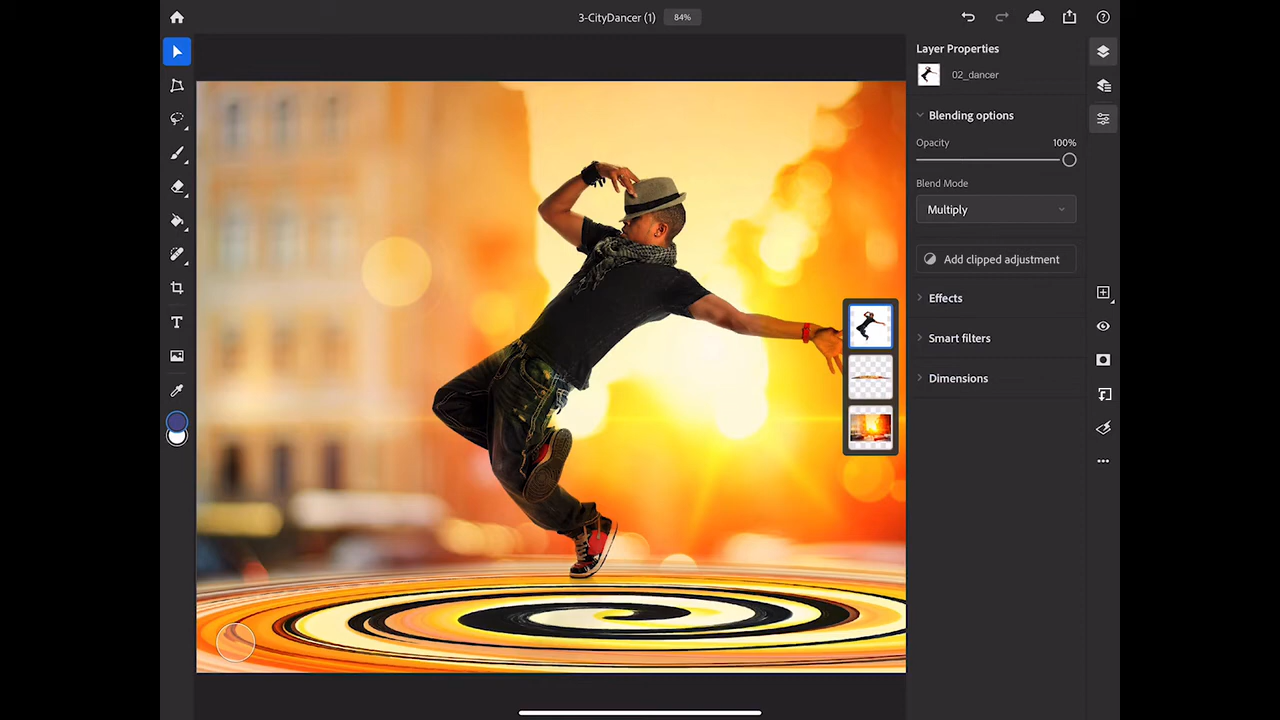 3-CityDancer (1) 84%
Layer Properties
02_dancer
Blending options
Opacity 100%
Blend Mode
Multiply
Add clipped adjustment
Effects
Smart filters
Dimensions
T